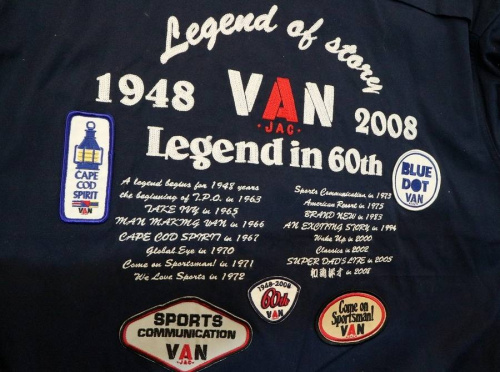 Legend of story
1948 VAN 2008
·JAC·
Legend in 60th
CAPE
COD
SPIRIT
VAN
BLUE
DOT
VAN
A legend begins for 1948 years
the beginning of T.P.O. in 1963
TAKE IVY in 1965
MAN MAKING VAN in 1966
CAPE COD SPIRIT in 1967
Global Eye in 1970
Come on Sportsman! in 1971
We Love Sports in 1972
Sports Communication in 1973
American Resort in 1975
BRAND NEW in 1983
AN EXCITING STORY in 1994
Wake Up in 2000
Classics in 2002
SUPER DAD'S LIFE in 2005
in 2008
1948-2008
60th
VAN
SPORTS
COMMUNICATION
VAN
·JAC·
Come on
Sportsman!
VAN